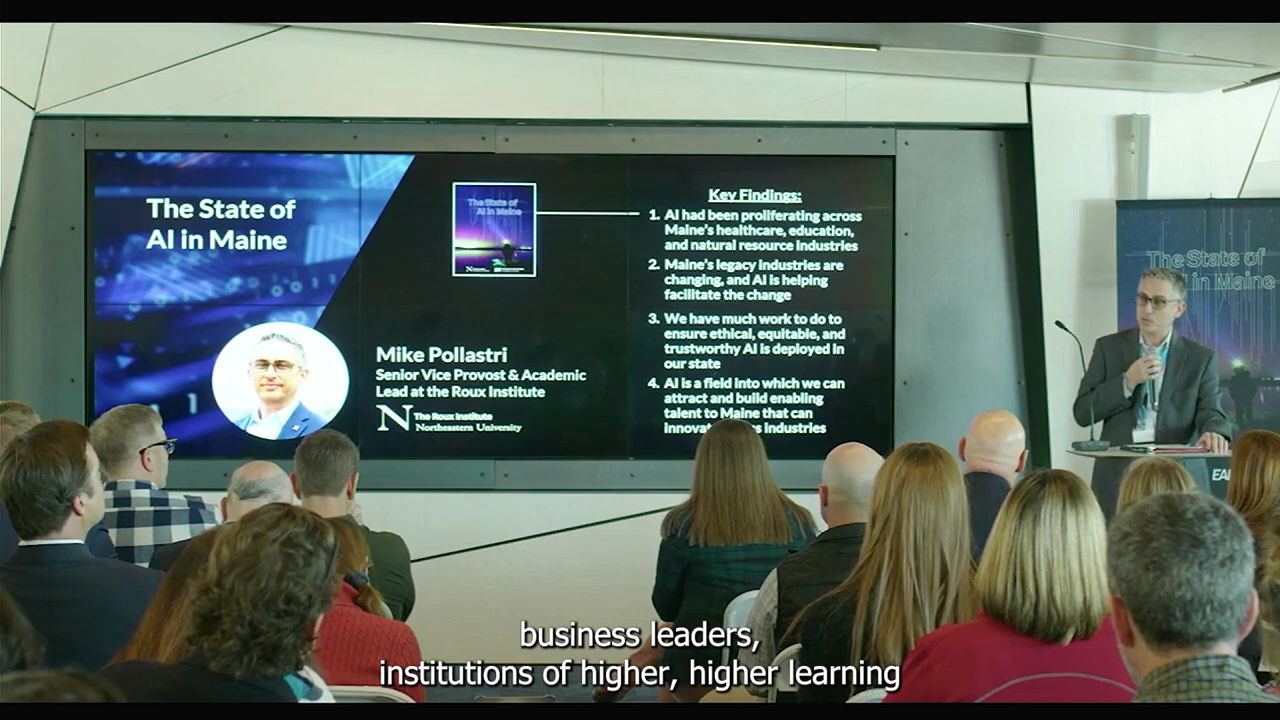 The State of
AI in Maine
The State of
AI in Maine
Mike Pollastri
Senior Vice Provost & Academic
Lead at the Roux Institute
N The Roux Institute
Northeastern University
Key Findings:
1. AI had been proliferating across
Maine's healthcare, education,
and natural resource industries
2. Maine's legacy industries are
changing, and AI is helping
facilitate the change
3. We have much work to do to
ensure ethical, equitable, and
trustworthy AI is deployed in
our state
4. AI is a field into which we can
attract and build enabling
talent to Maine that can
industries
The State of
AI in Maine
business leaders,
institutions of higher, higher learning